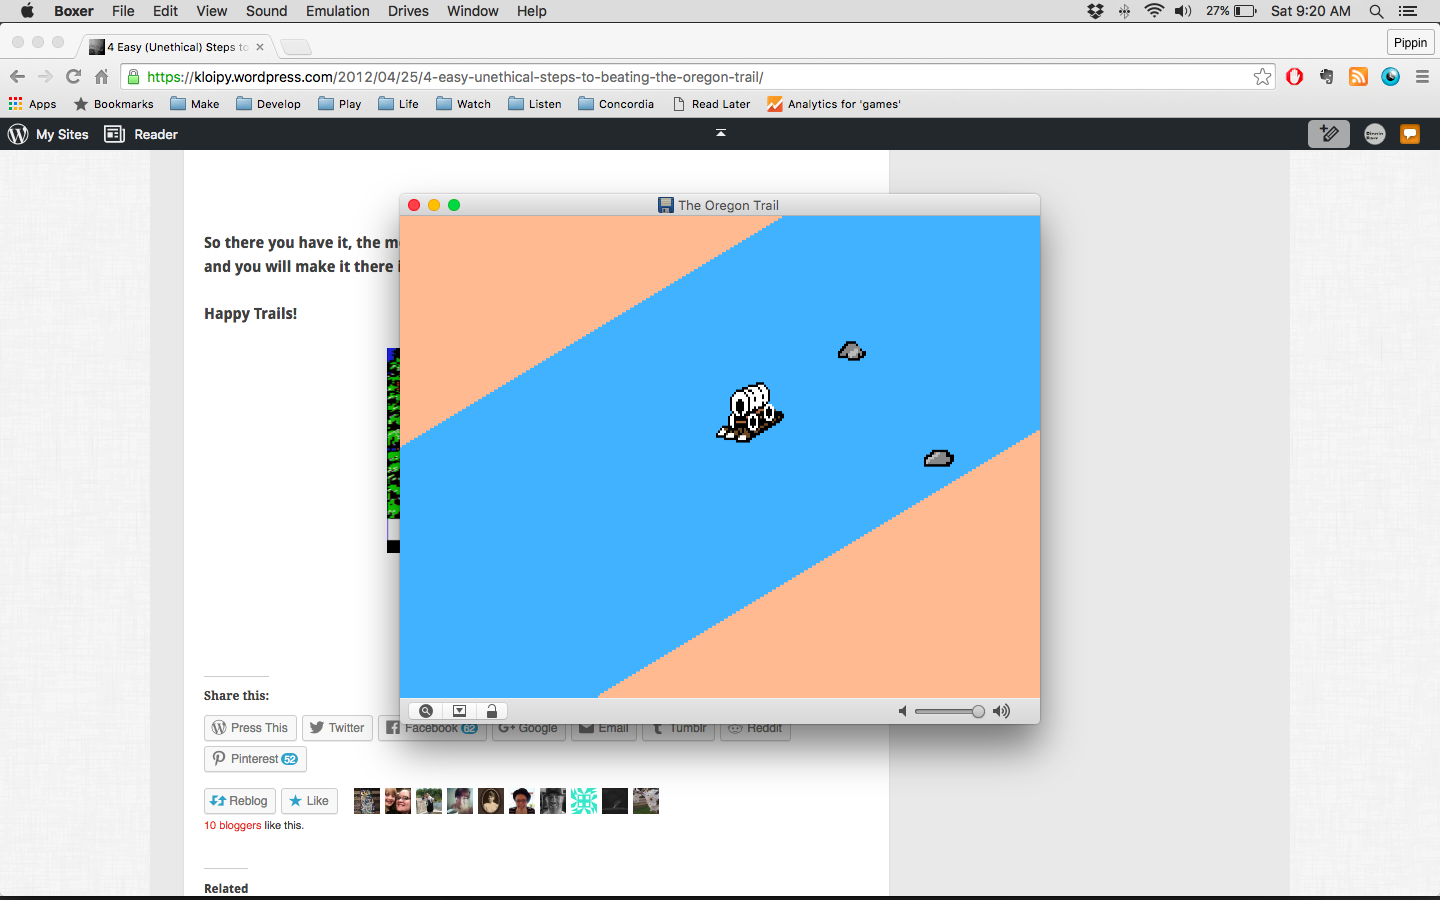 Boxer File Edit View Sound Emulation Drives Window Help 27% Sat 9:20 AM
4 Easy (Unethical) Steps to
Pippin
https://kloipy.wordpress.com/2012/04/25/4-easy-unethical-steps-to-beating-the-oregon-trail/
Apps Bookmarks Make Develop Play Life Watch Listen Concordia Read Later Analytics for 'games'
My Sites Reader
The Oregon Trail
So there you have it, the m
and you will make it there
Happy Trails!
Share this:
Press This Twitter Facebook 62 G+ Google Email Tumblr Reddit
Pinterest 52
Reblog Like
10 bloggers like this.
Related